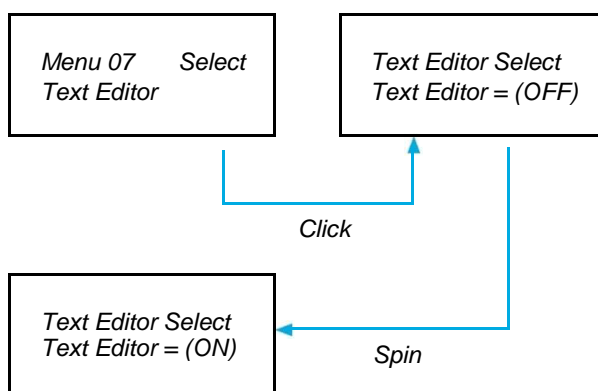 Menu 07 Select
Text Editor
Text Editor Select
Text Editor = (OFF)
Click
Text Editor Select
Text Editor = (ON)
Spin